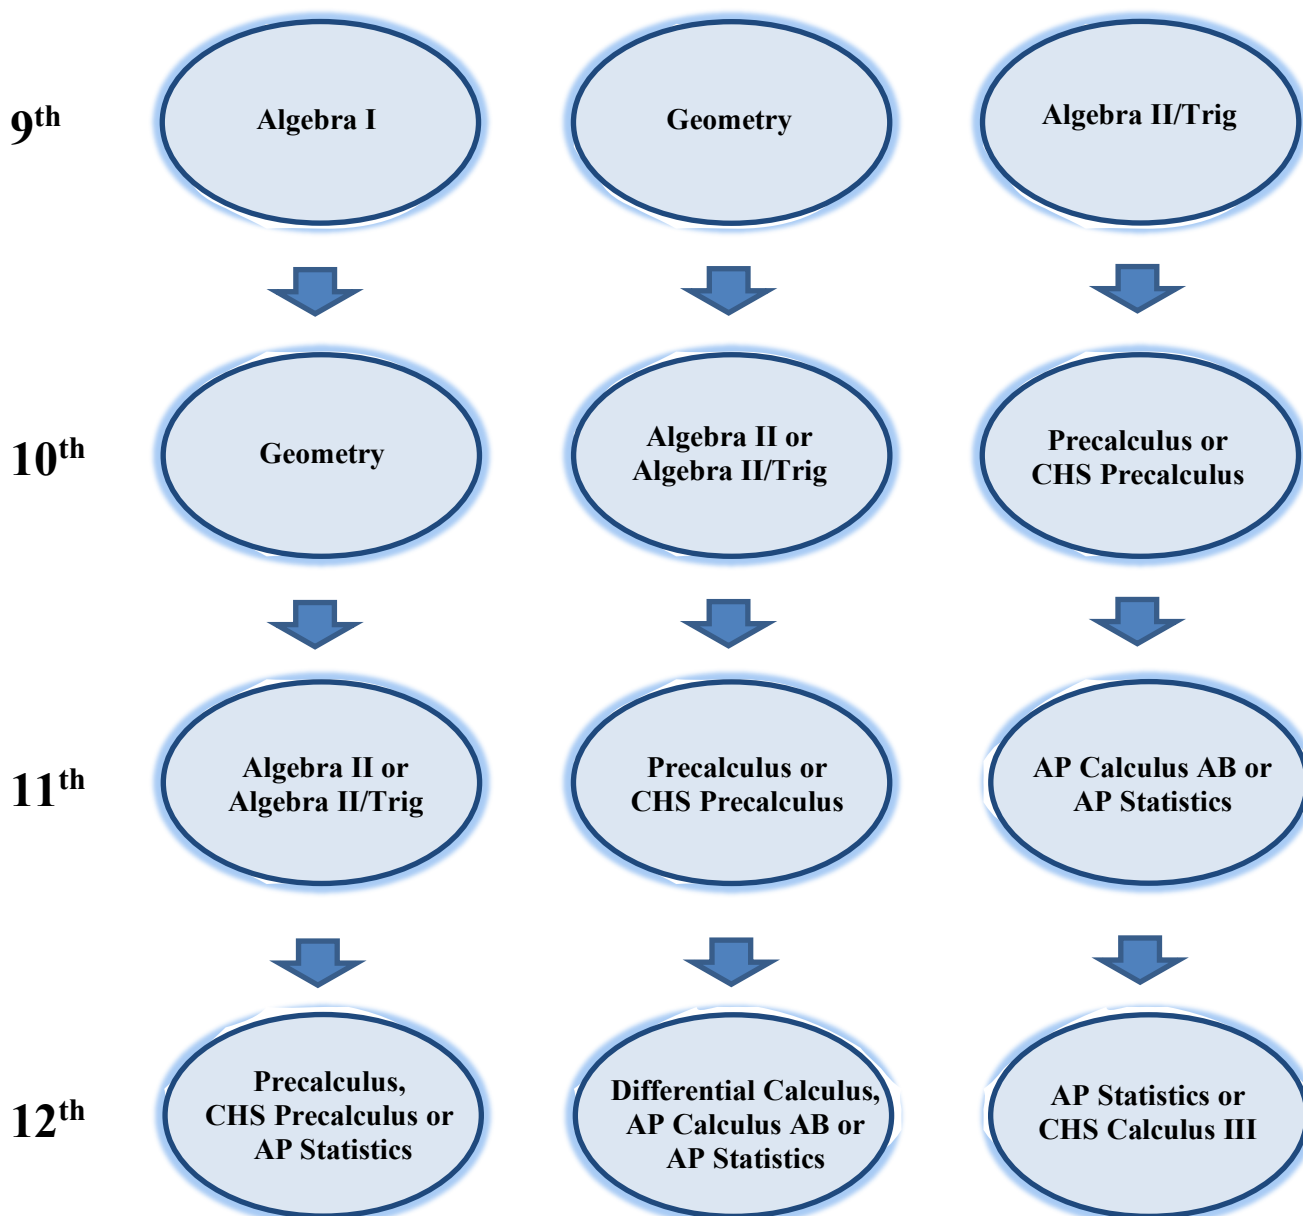 9th
Algebra I
Geometry
Algebra II/Trig
10th
Geometry
Algebra II or
Algebra II/Trig
Precalculus or
CHS Precalculus
11th
Algebra II or
Algebra II/Trig
Precalculus or
CHS Precalculus
AP Calculus AB or
AP Statistics
12th
Precalculus,
CHS Precalculus or
AP Statistics
Differential Calculus,
AP Calculus AB or
AP Statistics
AP Statistics or
CHS Calculus III